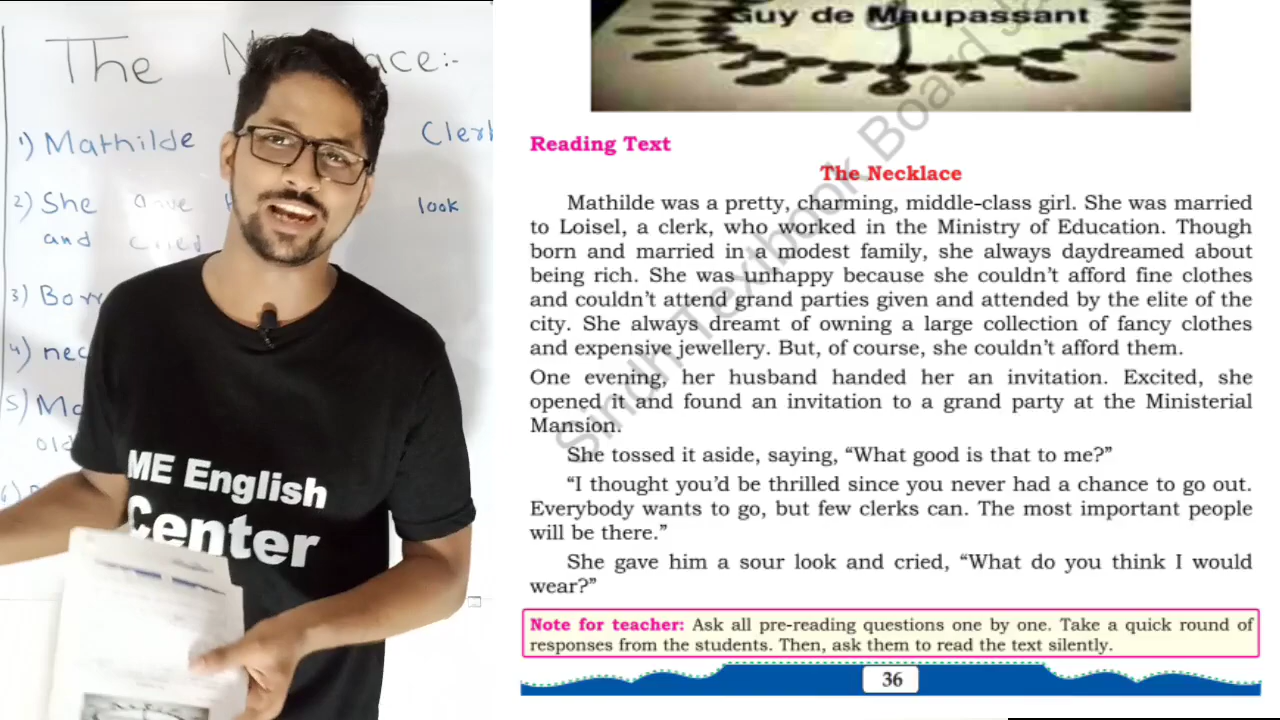 The N ace:-
1) Mathilde Clerk
2) She gave look
and cried
3) Borr
4) nec
5) Ma
old
6)
ME English
Center
Guy de Maupassant
Reading Text
The Necklace
Mathilde was a pretty, charming, middle-class girl. She was married
to Loisel, a clerk, who worked in the Ministry of Education. Though
born and married in a modest family, she always daydreamed about
being rich. She was unhappy because she couldn’t afford fine clothes
and couldn’t attend grand parties given and attended by the elite of the
city. She always dreamt of owning a large collection of fancy clothes
and expensive jewellery. But, of course, she couldn’t afford them.
One evening, her husband handed her an invitation. Excited, she
opened it and found an invitation to a grand party at the Ministerial
Mansion.
She tossed it aside, saying, “What good is that to me?”
“I thought you’d be thrilled since you never had a chance to go out.
Everybody wants to go, but few clerks can. The most important people
will be there.”
She gave him a sour look and cried, “What do you think I would
wear?”
Note for teacher: Ask all pre-reading questions one by one. Take a quick round of
responses from the students. Then, ask them to read the text silently.
36
Sindh Textbook Board